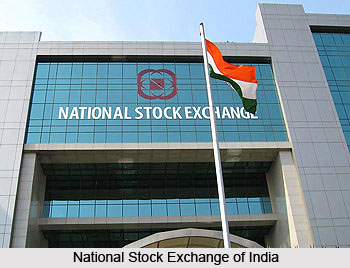 NATIONAL STOCK EXCHANGE
National Stock Exchange of India